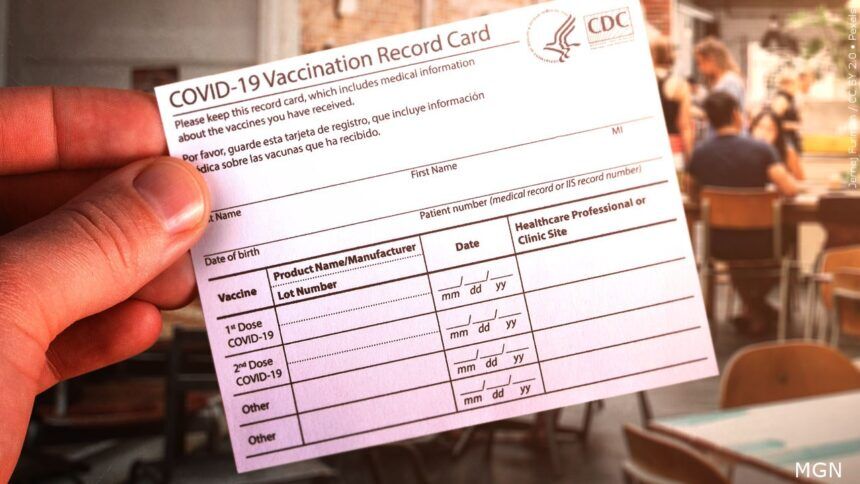 COVID-19 Vaccination Record Card
CDC
Please keep this record card, which includes medical information
about the vaccines you have received.
Por favor, guarde esta tarjeta de registro, que incluye información
dica sobre las vacunas que ha recibido.
Name
First Name
MI
Date of birth
Patient number (medical record or IIS record number)
Vaccine
Product Name/Manufacturer
Lot Number
Date
Healthcare Professional or
Clinic Site
1st Dose
COVID-19
mm dd yy
2nd Dose
COVID-19
mm dd yy
Other
mm dd yy
Other
mm dd yy
MGN